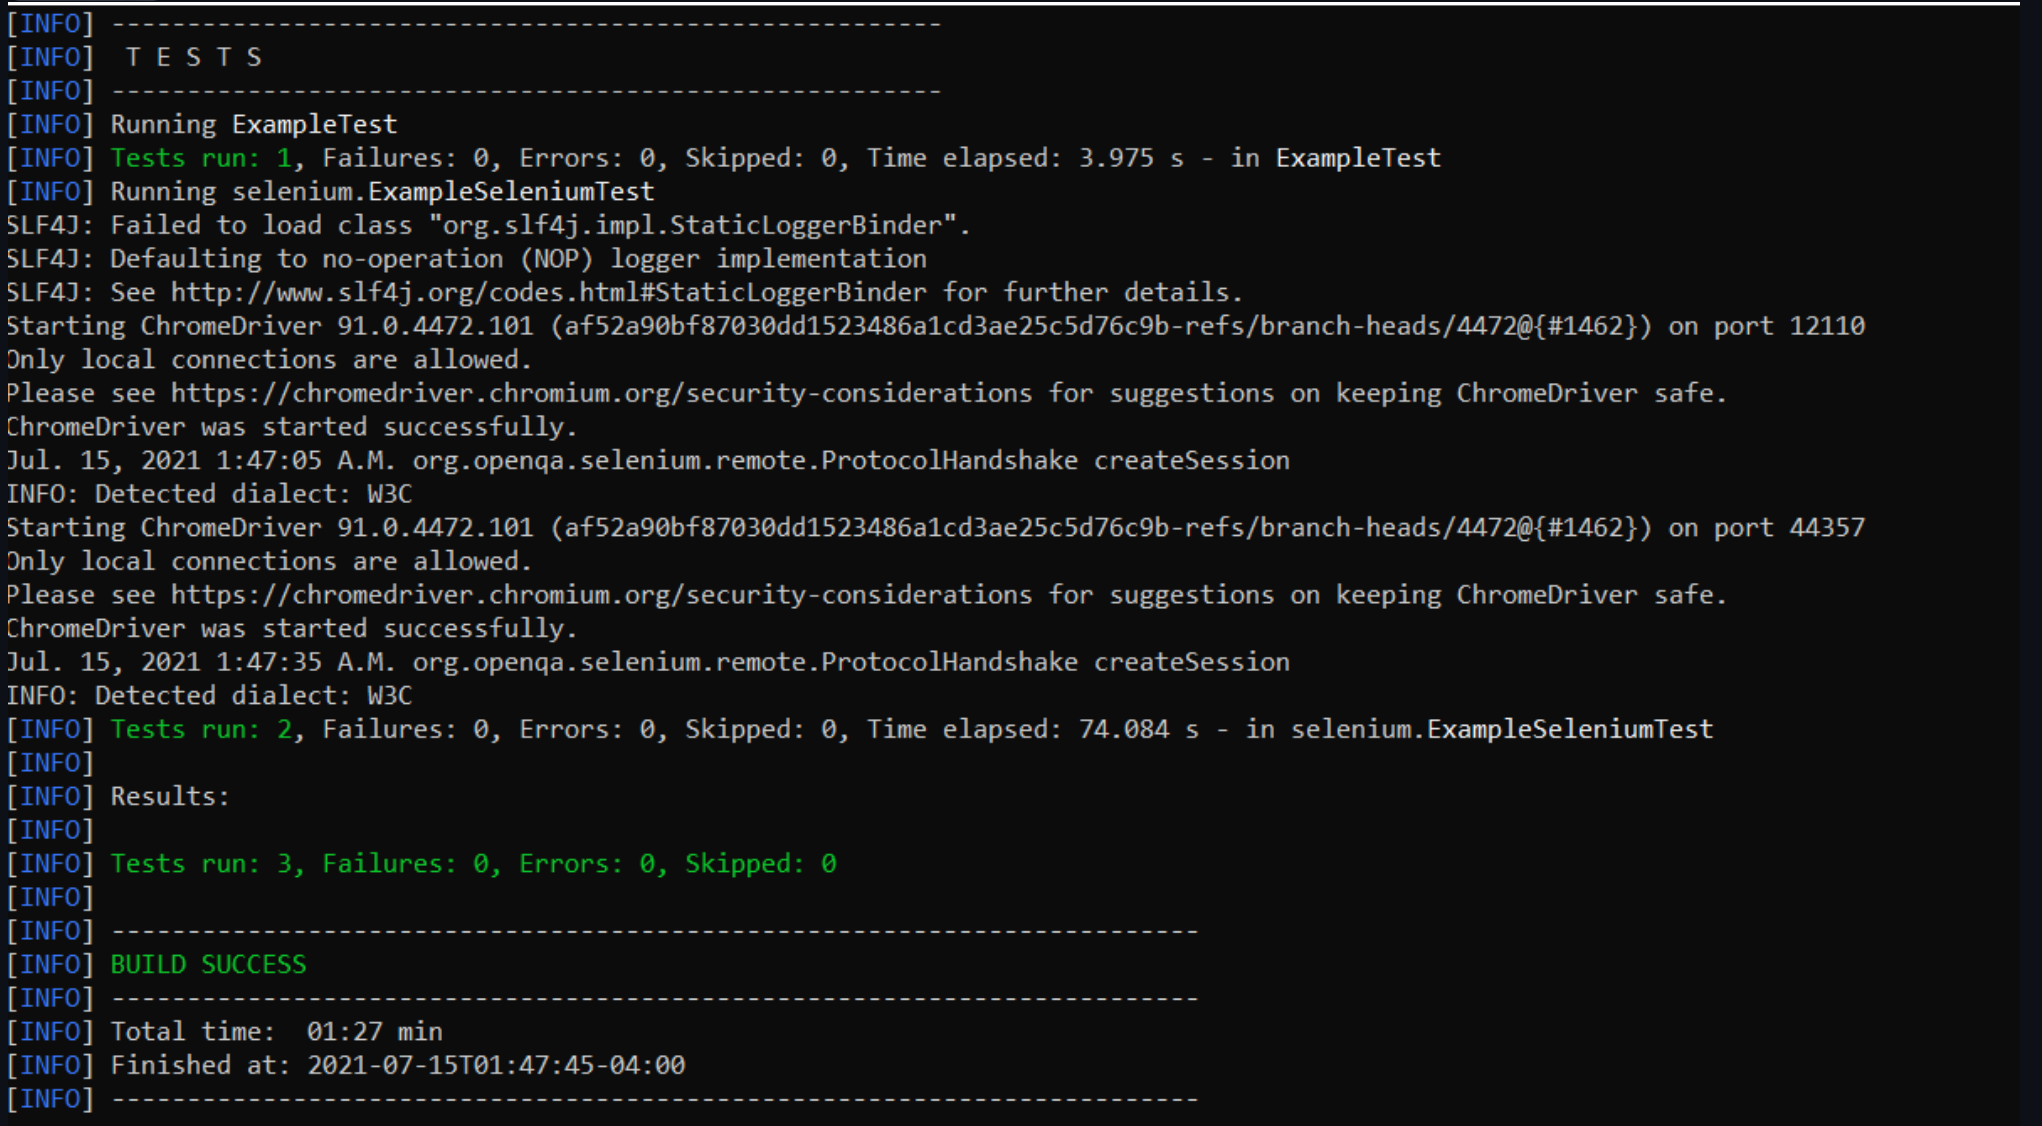 [INFO] -------------------------------------------------------
[INFO]  T E S T S
[INFO] -------------------------------------------------------
[INFO] Running ExampleTest
[INFO] Tests run: 1, Failures: 0, Errors: 0, Skipped: 0, Time elapsed: 3.975 s - in ExampleTest
[INFO] Running selenium.ExampleSeleniumTest
SLF4J: Failed to load class "org.slf4j.impl.StaticLoggerBinder".
SLF4J: Defaulting to no-operation (NOP) logger implementation
SLF4J: See http://www.slf4j.org/codes.html#StaticLoggerBinder for further details.
Starting ChromeDriver 91.0.4472.101 (af52a90bf87030dd1523486a1cd3ae25c5d76c9b-refs/branch-heads/4472@{#1462}) on port 12110
Only local connections are allowed.
Please see https://chromedriver.chromium.org/security-considerations for suggestions on keeping ChromeDriver safe.
ChromeDriver was started successfully.
Jul. 15, 2021 1:47:05 A.M. org.openqa.selenium.remote.ProtocolHandshake createSession
INFO: Detected dialect: W3C
Starting ChromeDriver 91.0.4472.101 (af52a90bf87030dd1523486a1cd3ae25c5d76c9b-refs/branch-heads/4472@{#1462}) on port 44357
Only local connections are allowed.
Please see https://chromedriver.chromium.org/security-considerations for suggestions on keeping ChromeDriver safe.
ChromeDriver was started successfully.
Jul. 15, 2021 1:47:35 A.M. org.openqa.selenium.remote.ProtocolHandshake createSession
INFO: Detected dialect: W3C
[INFO] Tests run: 2, Failures: 0, Errors: 0, Skipped: 0, Time elapsed: 74.084 s - in selenium.ExampleSeleniumTest
[INFO]
[INFO] Results:
[INFO]
[INFO] Tests run: 3, Failures: 0, Errors: 0, Skipped: 0
[INFO]
[INFO] ------------------------------------------------------------------------
[INFO] BUILD SUCCESS
[INFO] ------------------------------------------------------------------------
[INFO] Total time:  01:27 min
[INFO] Finished at: 2021-07-15T01:47:45-04:00
[INFO] ------------------------------------------------------------------------